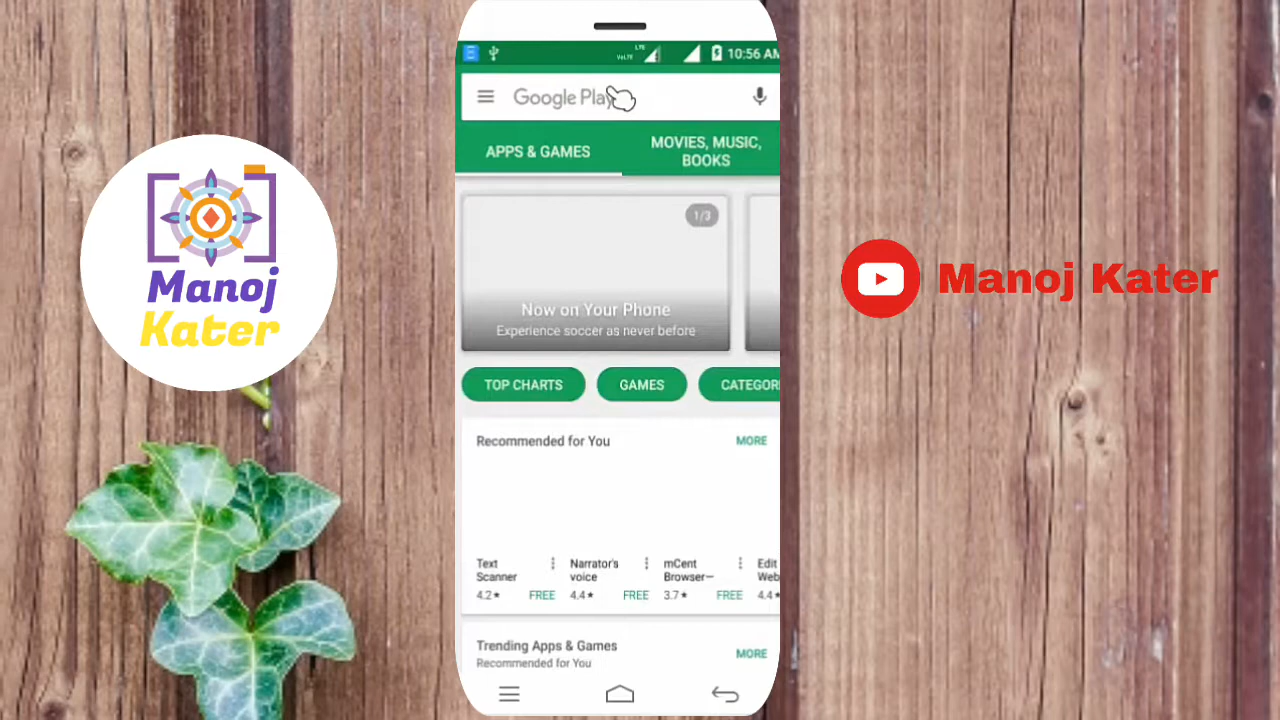 Manoj
Kater
LTE
VoLTE
10:56 AM
Google Play
APPS & GAMES
MOVIES, MUSIC,
BOOKS
1/3
Now on Your Phone
Experience soccer as never before
TOP CHARTS
GAMES
CATEGORI
Recommended for You
MORE
Text
Scanner
4.2★
FREE
Narrator's
voice
4.4★
FREE
mCent
Browser—
3.7★
FREE
Edit
Web
4.4★
Trending Apps & Games
Recommended for You
MORE
Manoj Kater